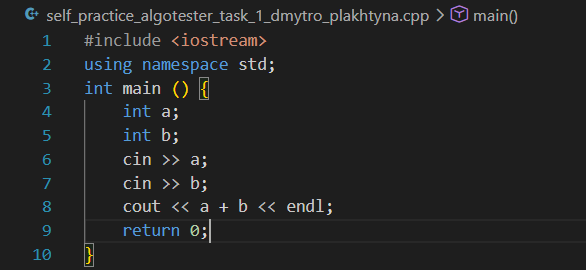 self_practice_algotester_task_1_dmytro_plakhtyna.cpp > main()
1 #include <iostream>
2 using namespace std;
3 int main () {
4     int a;
5     int b;
6     cin >> a;
7     cin >> b;
8     cout << a + b << endl;
9     return 0;
10 }